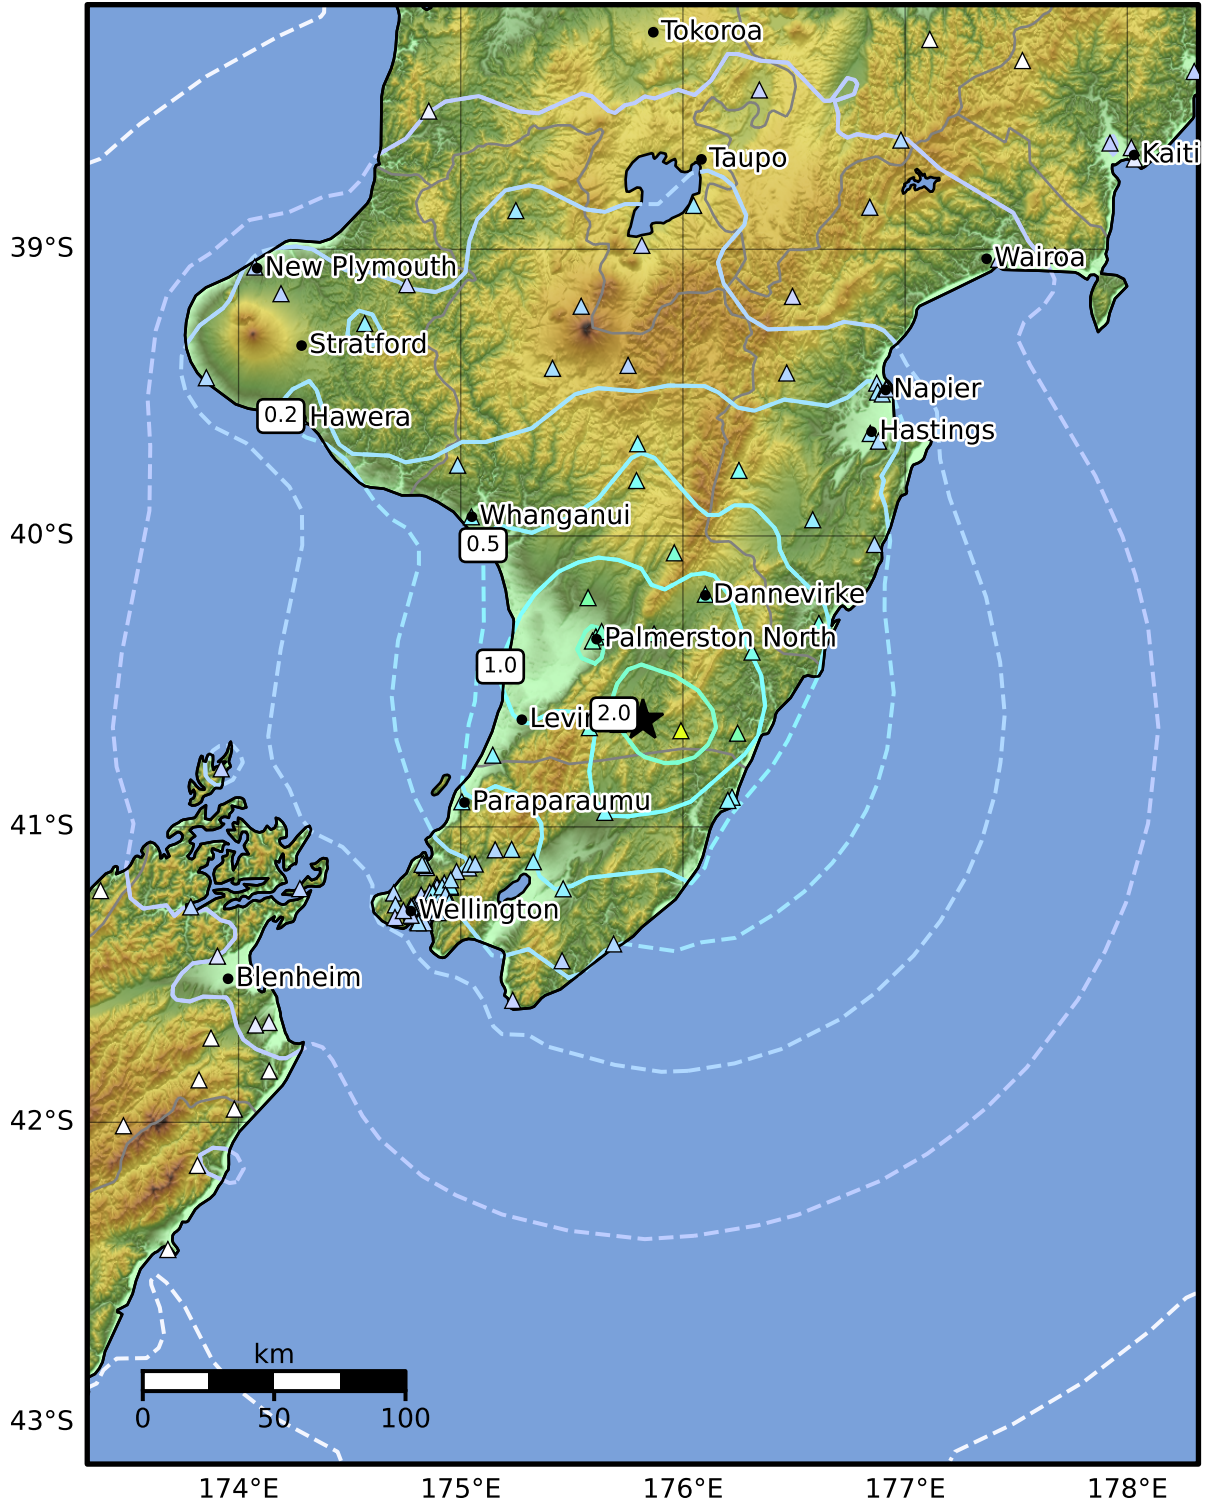 Tokoroa
Taupo
Kaiti
39°S
Wairoa
New Plymouth
Stratford
Napier
0.2
Hawera
Hastings
Whanganui
40°S
0.5
Dannevirke
Palmerston North
1.0
2.0
Levin
Paraparaumu
41°S
Wellington
Blenheim
42°S
km
0 50 100
43°S
174°E 175°E 176°E 177°E 178°E